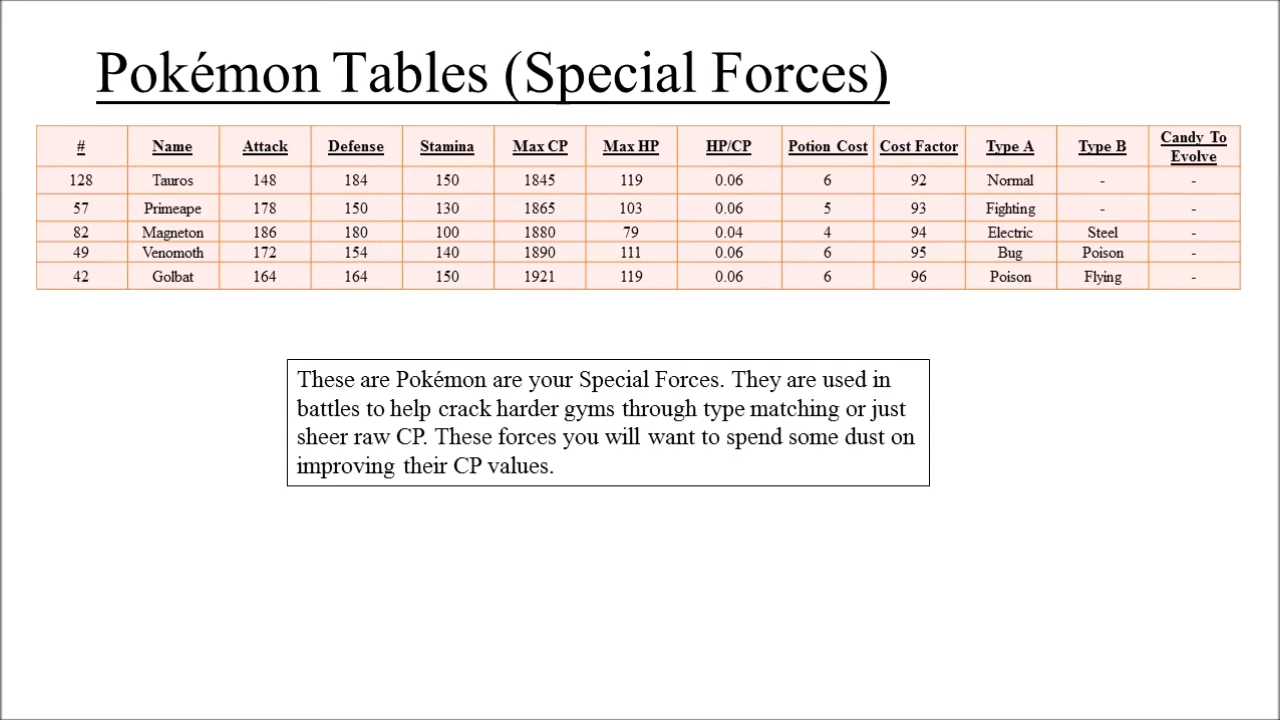 Pokémon Tables (Special Forces)
# Name Attack Defense Stamina Max CP Max HP HP/CP Potion Cost Cost Factor Type A Type B Candy To Evolve
128 Tauros 148 184 150 1845 119 0.06 6 92 Normal - -
57 Primeape 178 150 130 1865 103 0.06 5 93 Fighting - -
82 Magneton 186 180 100 1880 79 0.04 4 94 Electric Steel -
49 Venomoth 172 154 140 1890 111 0.06 6 95 Bug Poison -
42 Golbat 164 164 150 1921 119 0.06 6 96 Poison Flying -
These are Pokémon are your Special Forces. They are used in
battles to help crack harder gyms through type matching or just
sheer raw CP. These forces you will want to spend some dust on
improving their CP values.